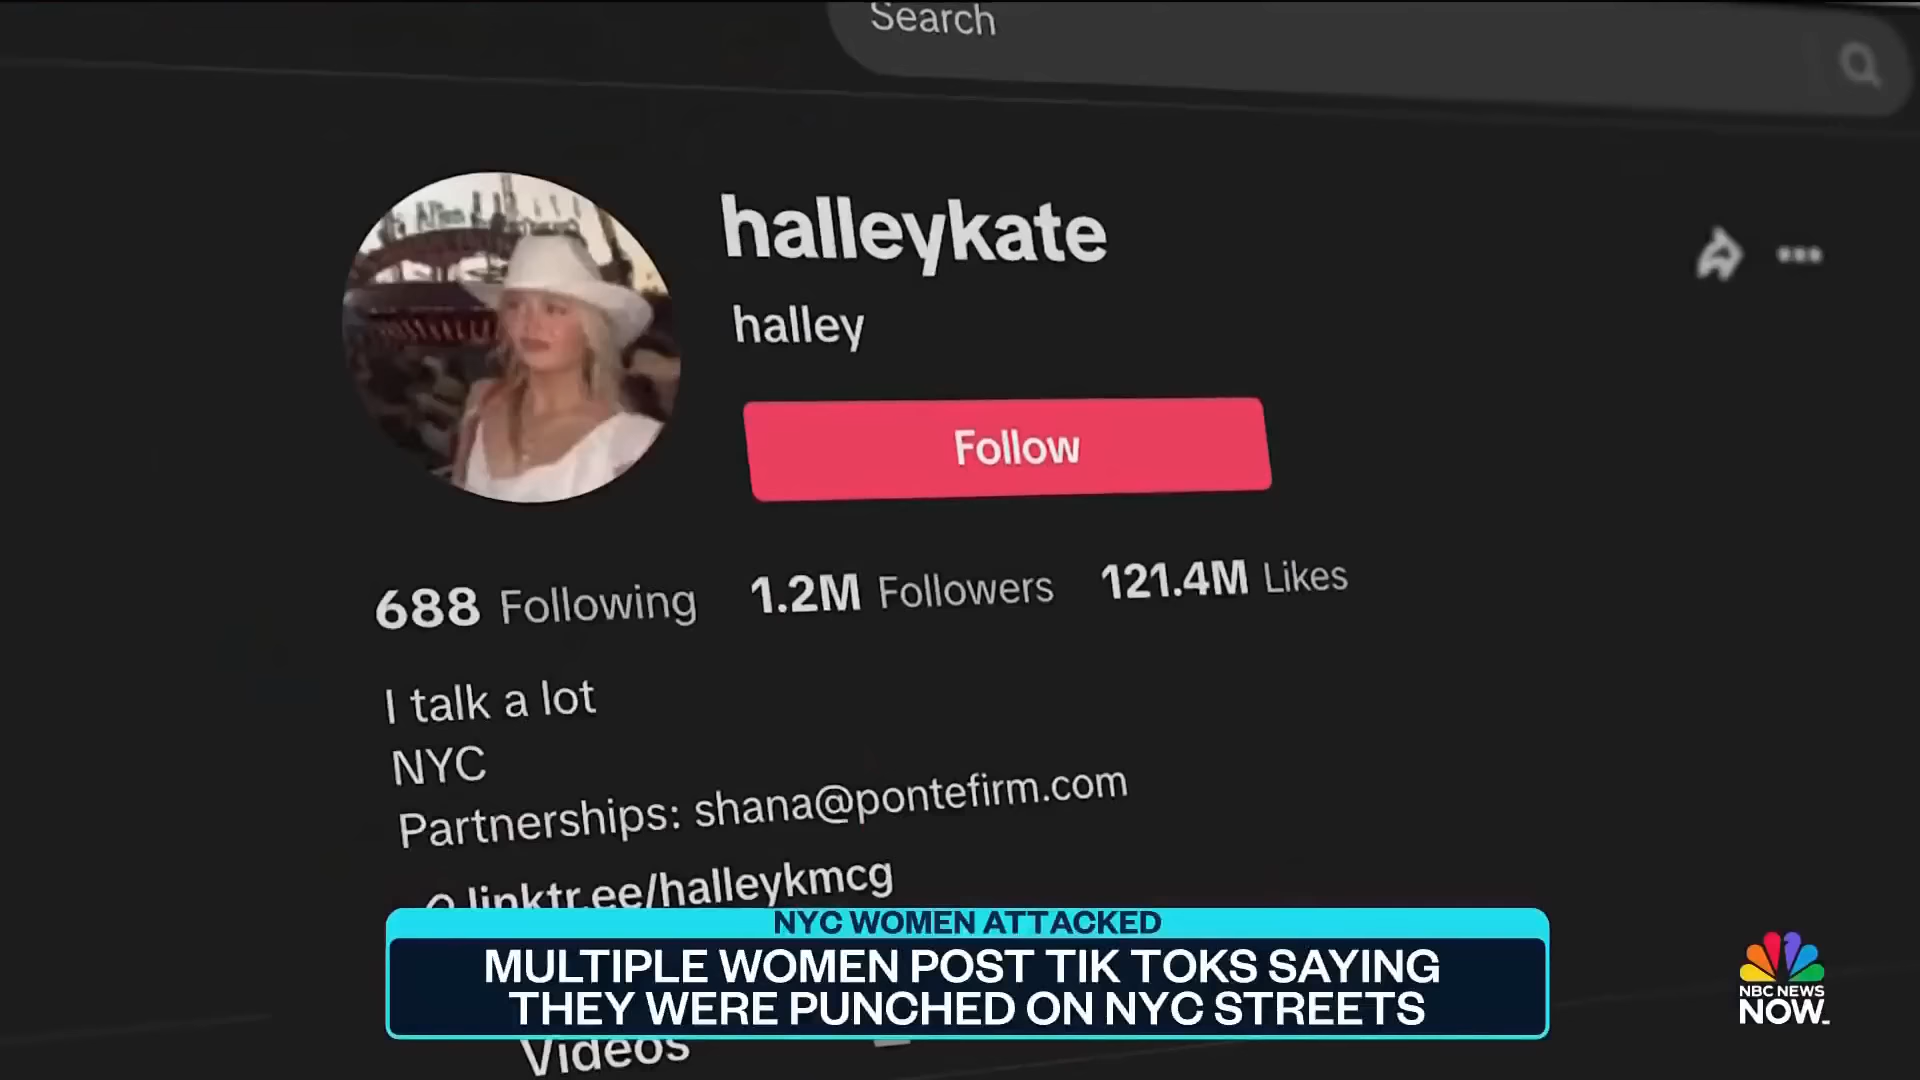 Search
halleykate
halley
Follow
688 Following 1.2M Followers 121.4M Likes
I talk a lot
NYC
Partnerships: shana@pontefirm.com
linktr.ee/halleykmcg
NYC WOMEN ATTACKED
MULTIPLE WOMEN POST TIK TOKS SAYING
THEY WERE PUNCHED ON NYC STREETS
Videos
NBC NEWS
NOW